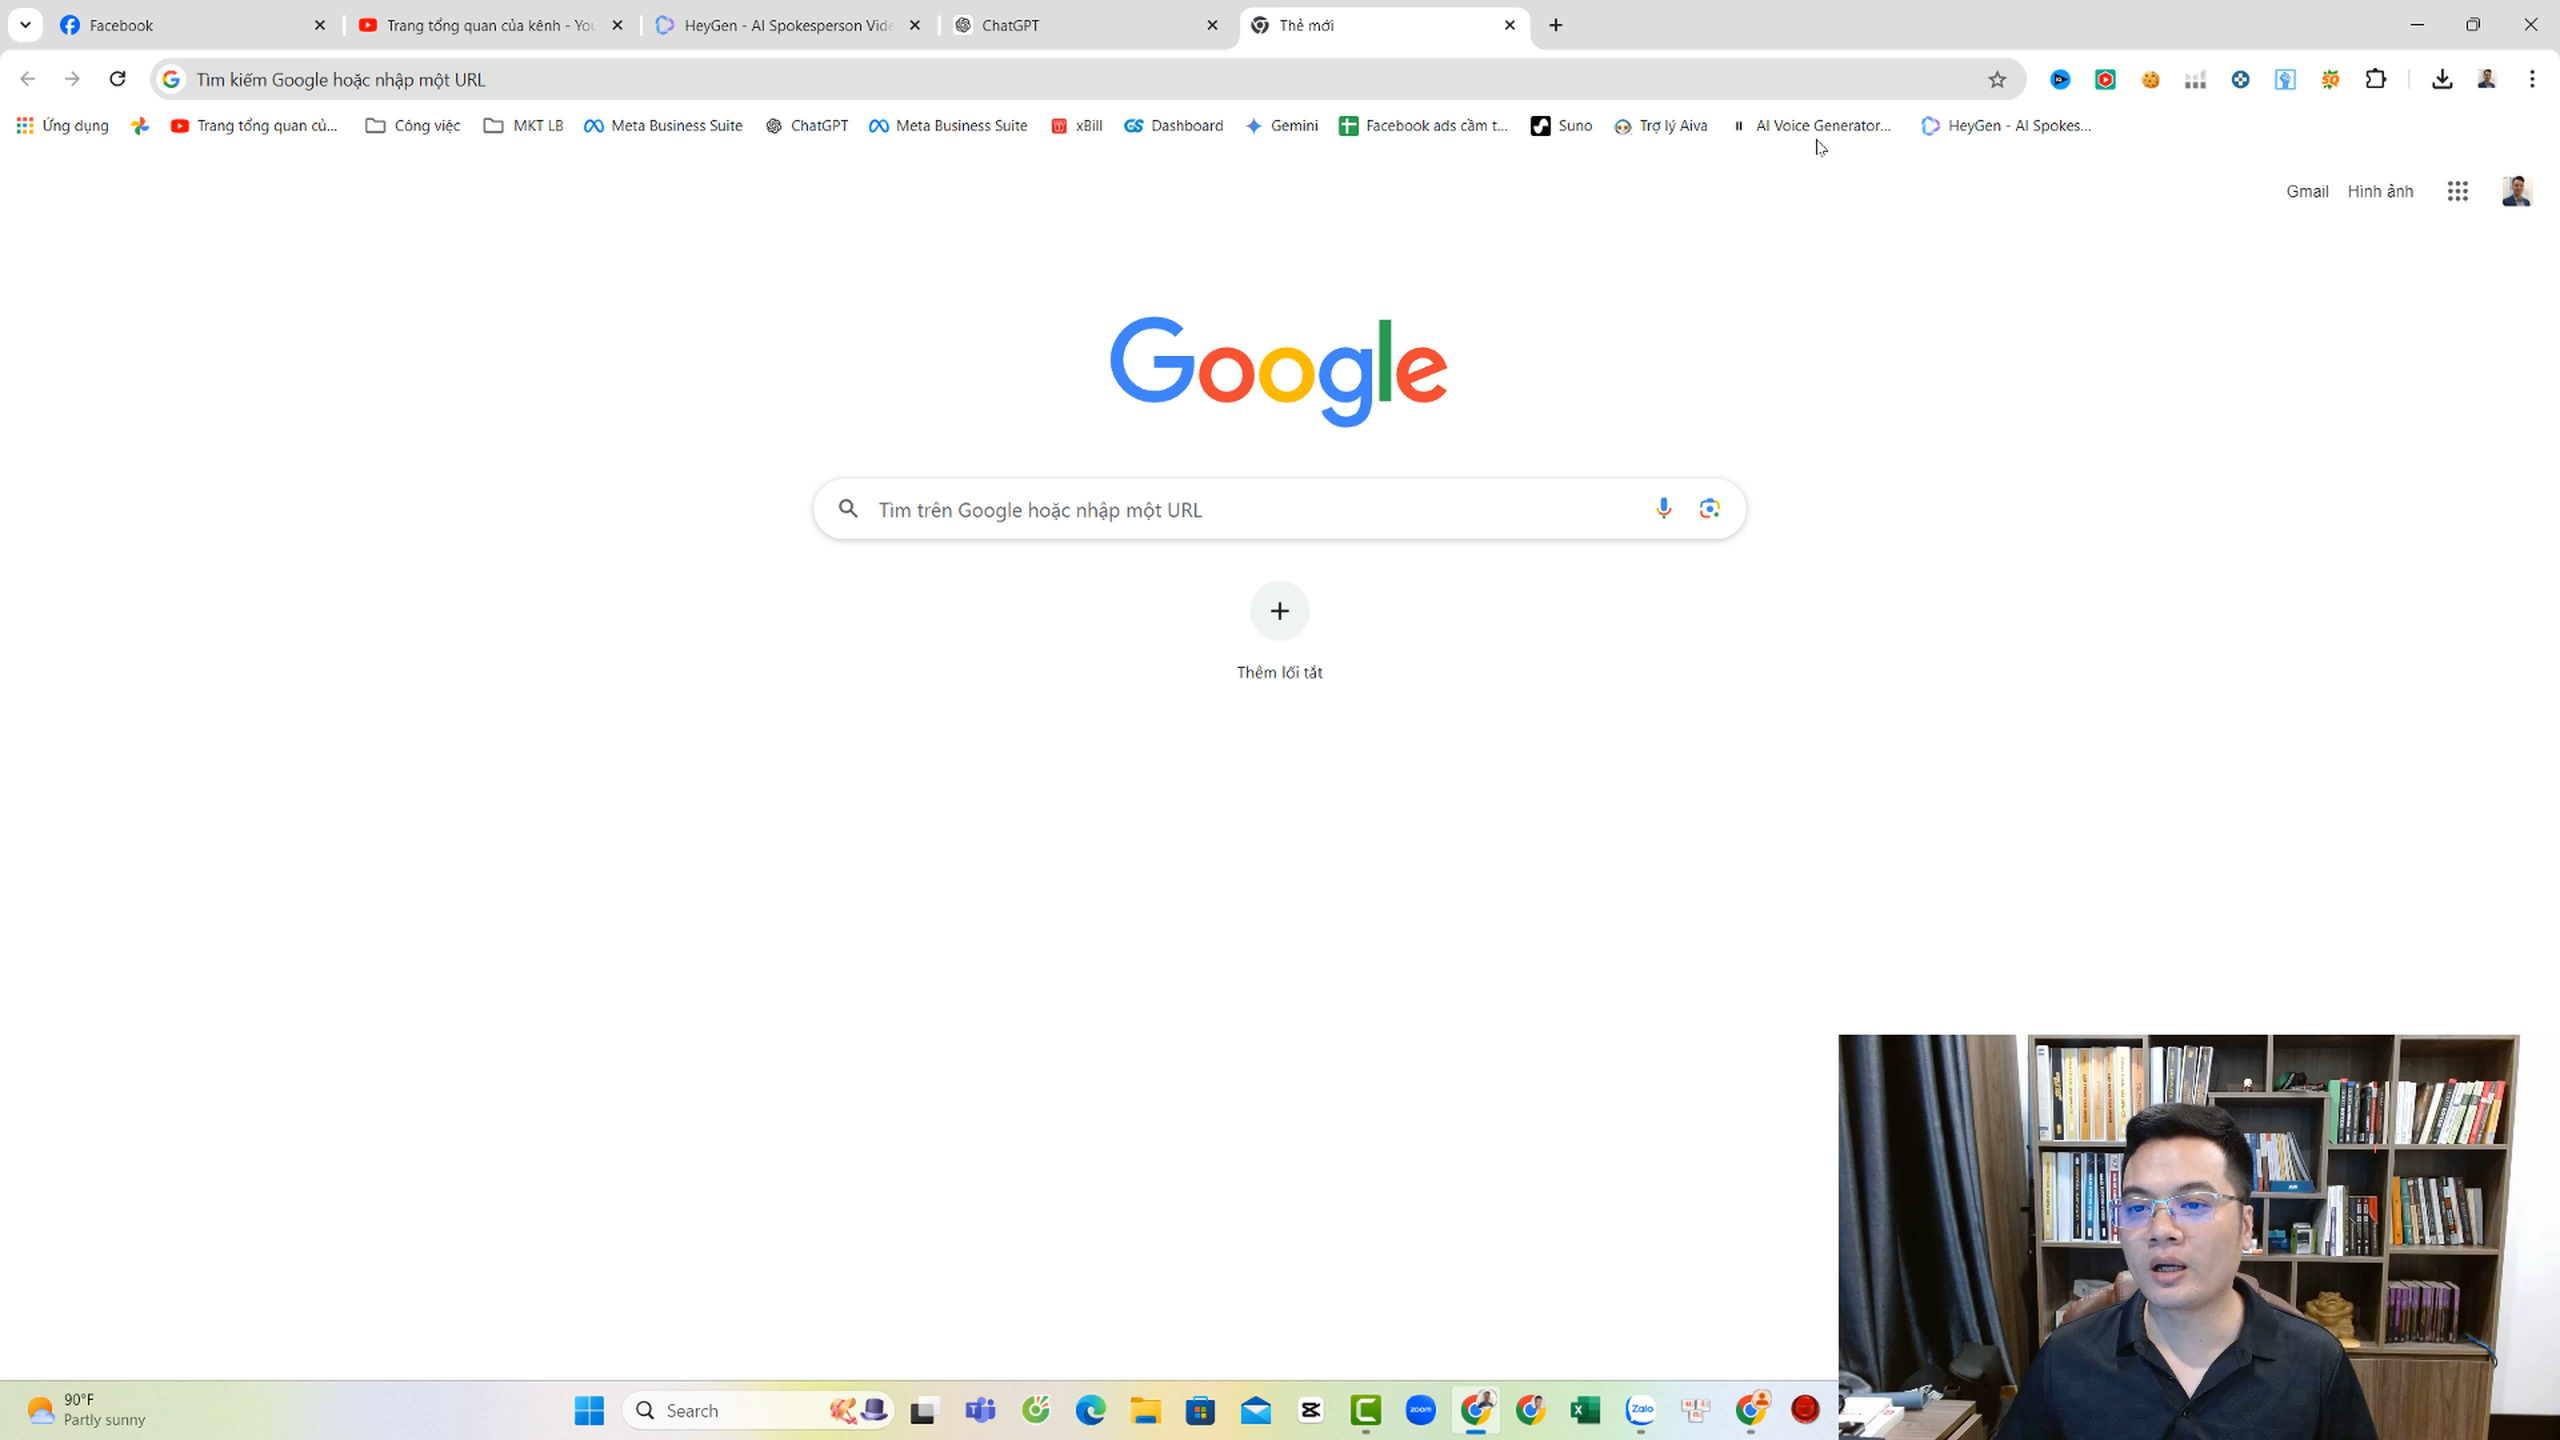 Facebook
Trang tổng quan của kênh - You
HeyGen - AI Spokesperson Vide
ChatGPT
Thẻ mới
Tìm kiếm Google hoặc nhập một URL
Ứng dụng
Trang tổng quan củ...
Công việc
MKT LB
Meta Business Suite
ChatGPT
Meta Business Suite
xBill
GS Dashboard
Gemini
Facebook ads cầm t...
Suno
Trợ lý Aiva
AI Voice Generator...
HeyGen - AI Spokes...
Gmail
Hình ảnh
Google
Tìm trên Google hoặc nhập một URL
Thêm lối tắt
90°F
Partly sunny
Search
zoom
Zalo